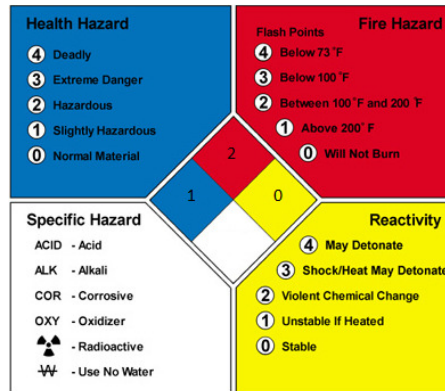 Health Hazard
4 Deadly
3 Extreme Danger
2 Hazardous
1 Slightly Hazardous
0 Normal Material
Fire Hazard
Flash Points
4 Below 73°F
3 Below 100°F
2 Between 100°F and 200°F
1 Above 200°F
0 Will Not Burn
2
1
0
Specific Hazard
ACID - Acid
ALK - Alkali
COR - Corrosive
OXY - Oxidizer
- Radioactive
W - Use No Water
Reactivity
4 May Detonate
3 Shock/Heat May Detonate
2 Violent Chemical Change
1 Unstable If Heated
0 Stable